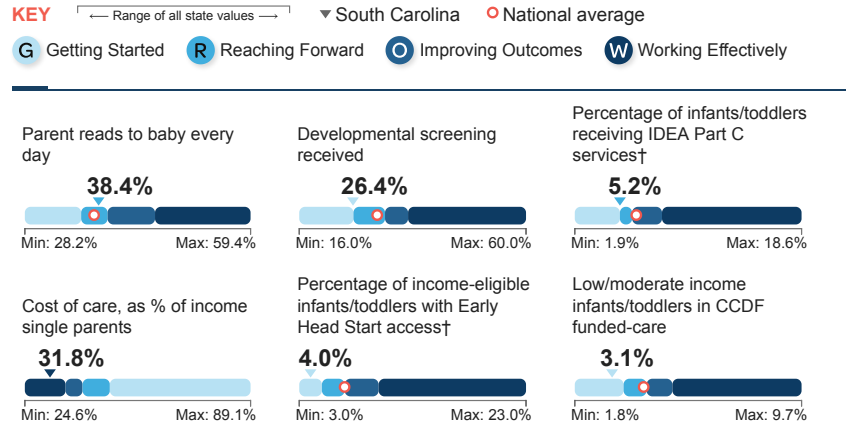 KEY
Range of all state values
South Carolina
National average
G Getting Started
R Reaching Forward
O Improving Outcomes
W Working Effectively
Parent reads to baby every
day
38.4%
Min: 28.2%
Max: 59.4%
Developmental screening
received
26.4%
Min: 16.0%
Max: 60.0%
Percentage of infants/toddlers
receiving IDEA Part C
services†
5.2%
Min: 1.9%
Max: 18.6%
Cost of care, as % of income
single parents
31.8%
Min: 24.6%
Max: 89.1%
Percentage of income-eligible
infants/toddlers with Early
Head Start access†
4.0%
Min: 3.0%
Max: 23.0%
Low/moderate income
infants/toddlers in CCDF
funded-care
3.1%
Min: 1.8%
Max: 9.7%